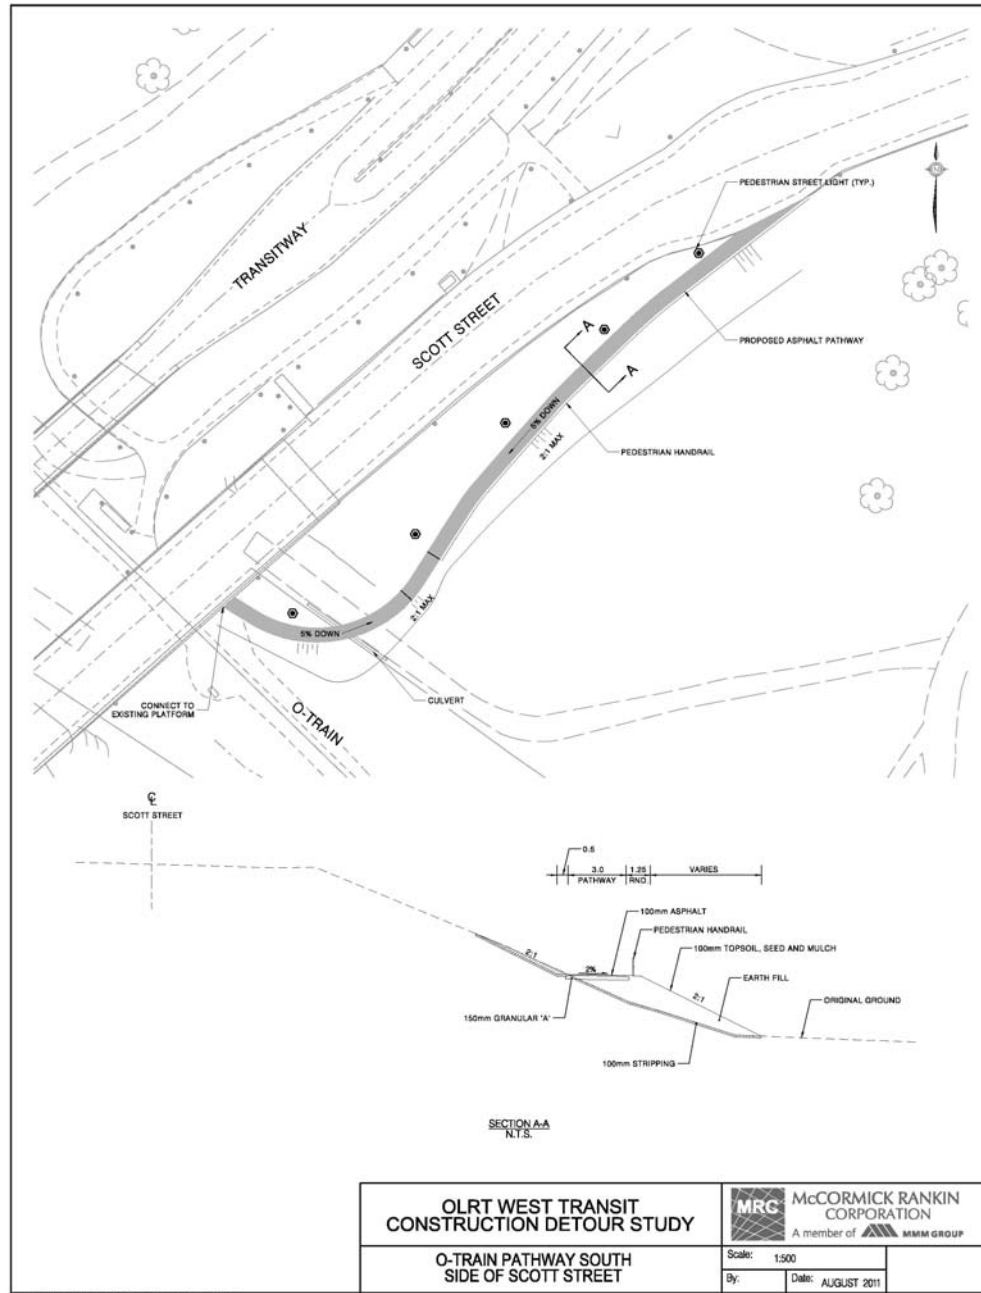 PEDESTRIAN STREET LIGHT (TYP.)
TRANSITWAY
SCOTT STREET
A
A
PROPOSED ASPHALT PATHWAY
5% DOWN
2:1 MAX
PEDESTRIAN HANDRAIL
2:1 MAX
5% DOWN
CULVERT
CONNECT TO
EXISTING PLATFORM
O-TRAIN
SCOTT STREET
0.5
3.0
1.25
VARIES
PATHWAY
RND.
100mm ASPHALT
PEDESTRIAN HANDRAIL
100mm TOPSOIL, SEED AND MULCH
2:1
2%
EARTH FILL
2:1
ORIGINAL GROUND
150mm GRANULAR 'A'
100mm STRIPPING
SECTION A-A
N.T.S.
OLRT WEST TRANSIT
CONSTRUCTION DETOUR STUDY
MRC
McCORMICK RANKIN
CORPORATION
A member of MMM GROUP
O-TRAIN PATHWAY SOUTH
SIDE OF SCOTT STREET
Scale: 1:500
By:
Date: AUGUST 2011